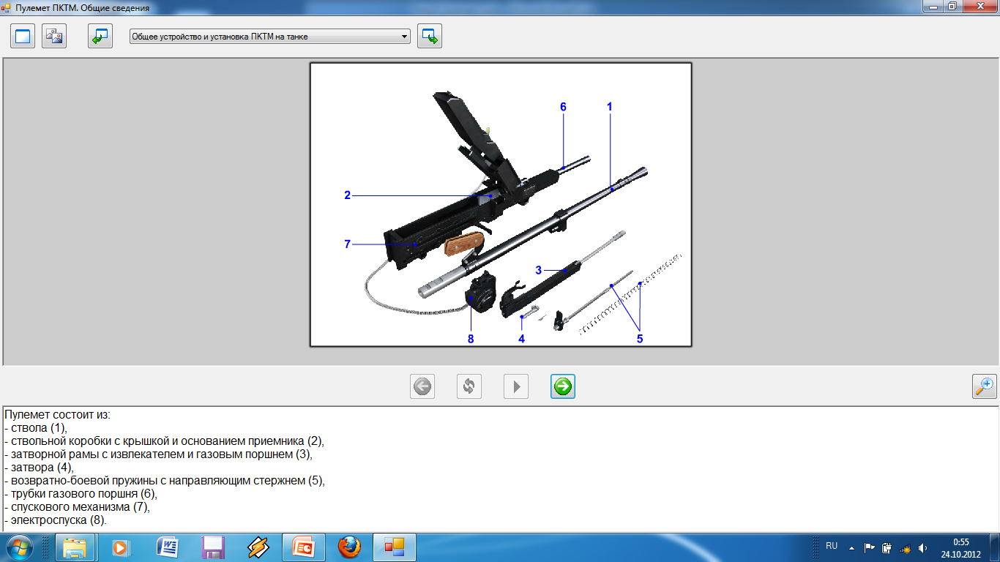 Пулемет ПКТМ. Общие сведения
Общее устройство и установка ПКТМ на танке
6 1
2
7
3
8 4 5
Пулемет состоит из:
- ствола (1),
- ствольной коробки с крышкой и основанием приемника (2),
- затворной рамы с извлекателем и газовым поршнем (3),
- затвора (4),
- возвратно-боевой пружины с направляющим стержнем (5),
- трубки газового поршня (6),
- спускового механизма (7),
- электроспуска (8).
RU
0:55
24.10.2012